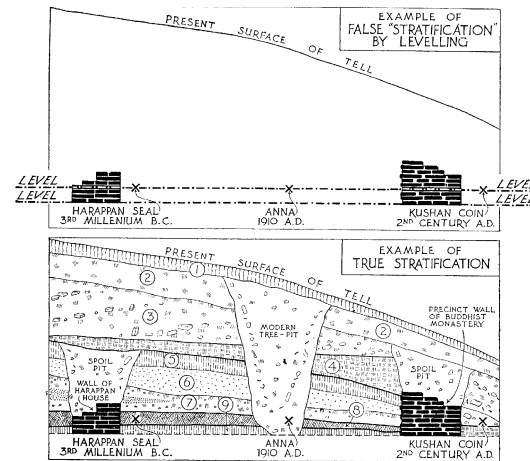 EXAMPLE OF
FALSE "STRATIFICATION"
BY LEVELLING
PRESENT SURFACE OF TELL
LEVEL
LEVEL
LEVEL
LEVEL
HARAPPAN SEAL
3RD MILLENIUM B.C.
ANNA
1910 A.D.
KUSHAN COIN
2ND CENTURY A.D.
EXAMPLE OF
TRUE STRATIFICATION
PRESENT SURFACE OF TELL
1
2
3
MODERN
TREE-PIT
PRECINCT WALL
OF BUDDHIST
MONASTERY
2
SPOIL
PIT
5
4
SPOIL
PIT
WALL OF
HARAPPAN
HOUSE
6
7
9
8
HARAPPAN SEAL
3RD MILLENIUM B.C.
ANNA
1910 A.D.
KUSHAN COIN
2ND CENTURY A.D.